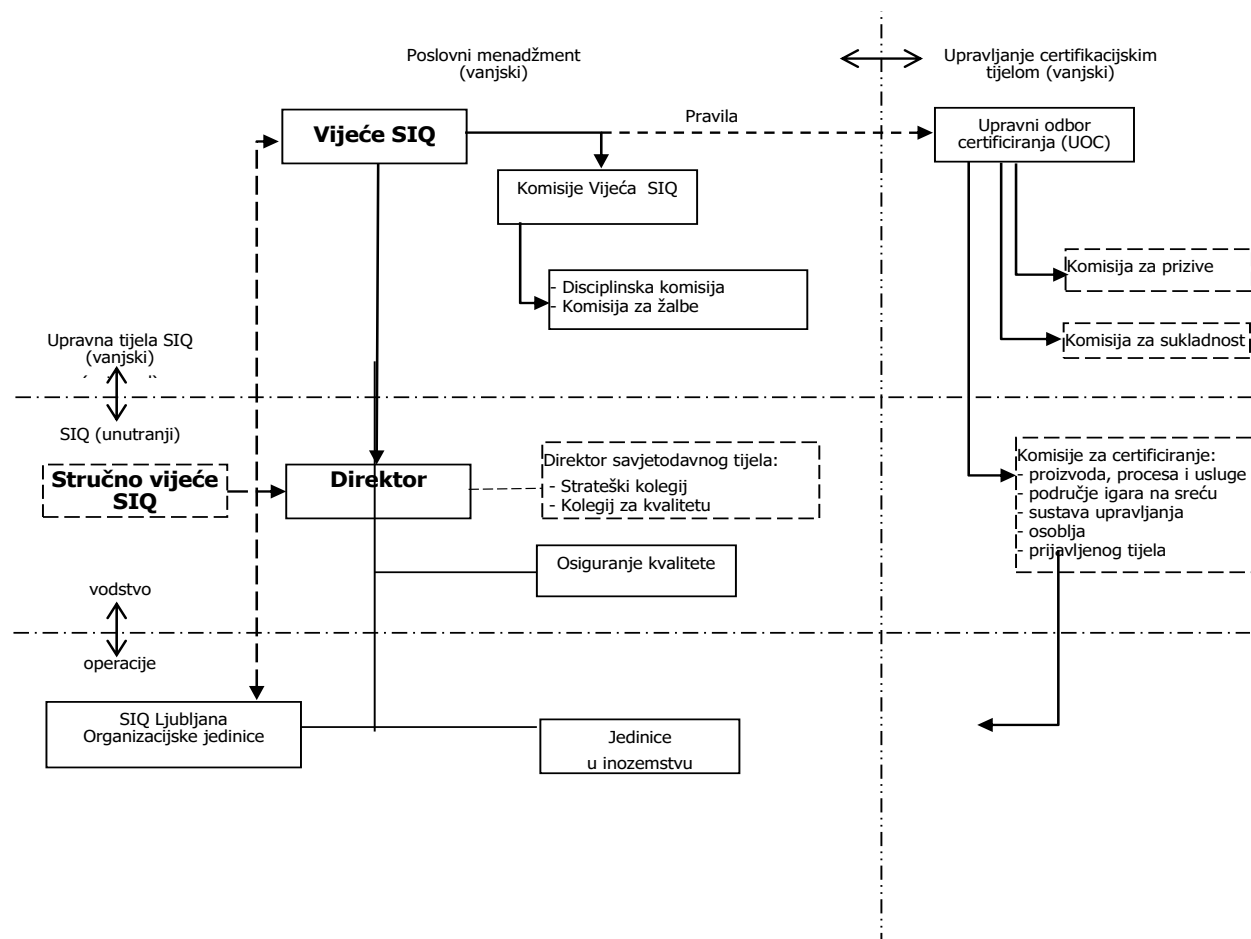 Poslovni menadžment
(vanjski)
Upravljanje certifikacijskim
tijelom (vanjski)
Vijeće SIQ
Pravila
Upravni odbor
certificiranja (UOC)
Komisije Vijeća SIQ
Komisija za prizive
- Disciplinska komisija
- Komisija za žalbe
Komisija za sukladnost
Upravna tijela SIQ
(vanjski)
SIQ (unutranji)
Stručno vijeće
SIQ
Direktor
Direktor savjetodavnog tijela:
- Strateški kolegij
- Kolegij za kvalitetu
Komisije za certificiranje:
- proizvoda, procesa i usluge
- područje igara na sreću
- sustava upravljanja
- osoblja
- prijavljenog tijela
Osiguranje kvalitete
vodstvo
operacije
SIQ Ljubljana
Organizacijske jedinice
Jedinice
u inozemstvu